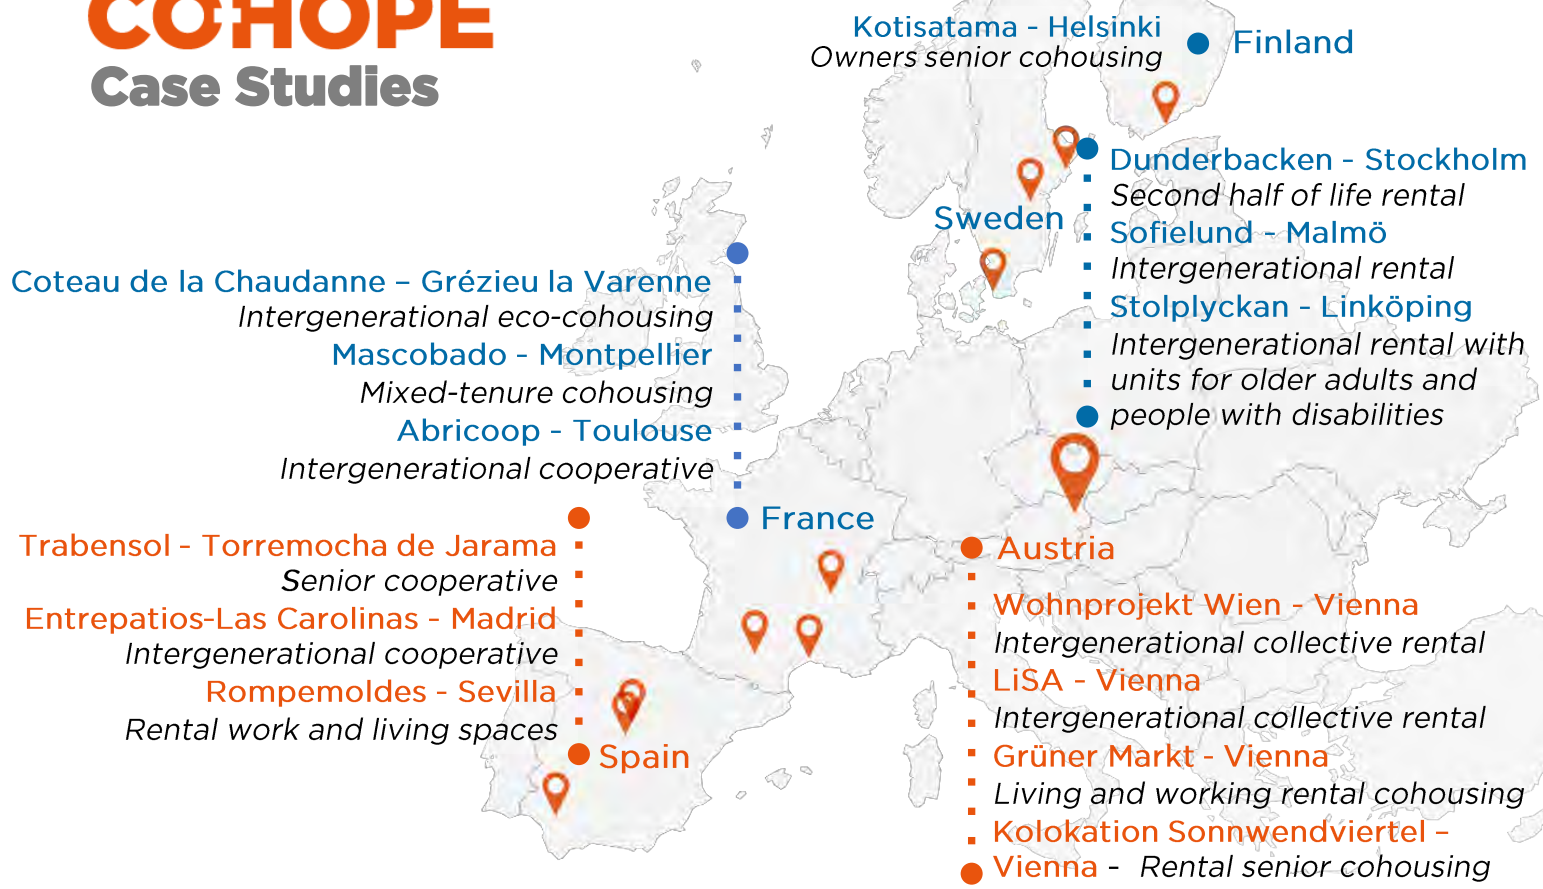 COHOPE
Case Studies
Kotisatama - Helsinki
Owners senior cohousing
Finland
Dunderbacken - Stockholm
Second half of life rental
Sweden
Sofielund - Malmö
Intergenerational rental
Stolplyckan - Linköping
Intergenerational rental with
units for older adults and
people with disabilities
Coteau de la Chaudanne – Grézieu la Varenne
Intergenerational eco-cohousing
Mascobado - Montpellier
Mixed-tenure cohousing
Abricoop - Toulouse
Intergenerational cooperative
France
Trabensol - Torremocha de Jarama
Senior cooperative
Entrepatios-Las Carolinas - Madrid
Intergenerational cooperative
Rompemoldes - Sevilla
Rental work and living spaces
Spain
Austria
Wohnprojekt Wien - Vienna
Intergenerational collective rental
LiSA - Vienna
Intergenerational collective rental
Grüner Markt - Vienna
Living and working rental cohousing
Kolokation Sonnwendviertel –
Vienna - Rental senior cohousing